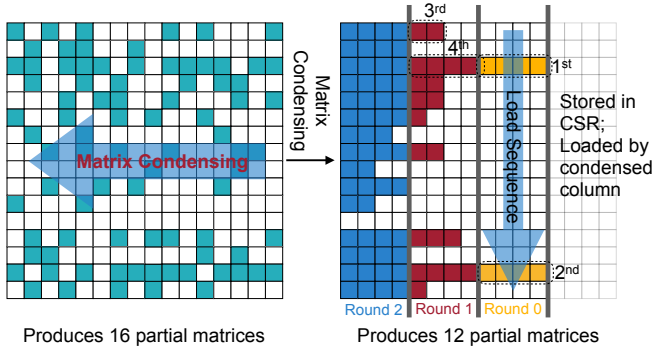 3rd
4th
1st
Matrix
Condensing
Matrix Condensing
Load Sequence
Stored in
CSR;
Loaded by
condensed
column
2nd
Round 2 Round 1 Round 0
Produces 16 partial matrices
Produces 12 partial matrices